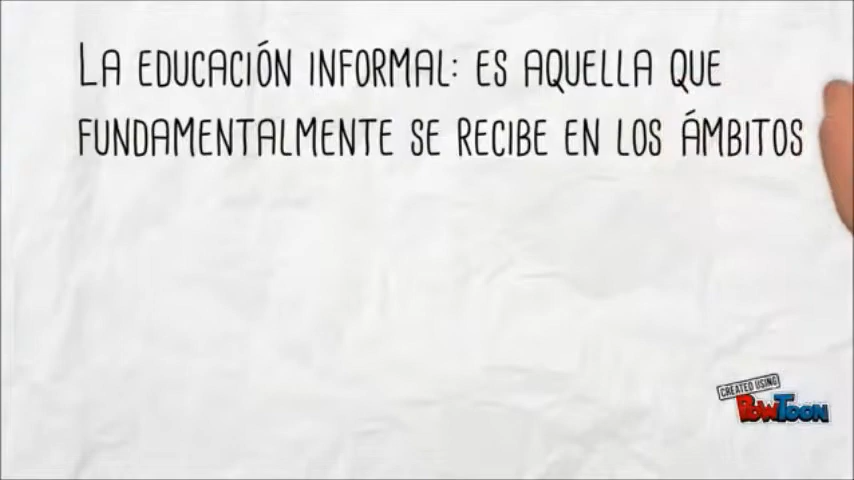 LA EDUCACIÓN INFORMAL: ES AQUELLA QUE
FUNDAMENTALMENTE SE RECIBE EN LOS ÁMBITOS
CREATED USING
POWTOON